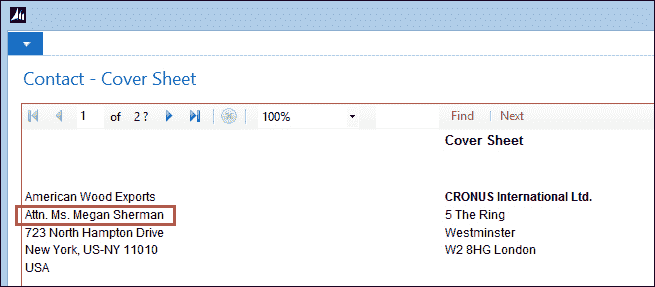 Contact - Cover Sheet
1 of 2 ? 100% Find Next
Cover Sheet
American Wood Exports
Attn. Ms. Megan Sherman
723 North Hampton Drive
New York, US-NY 11010
USA
CRONUS International Ltd.
5 The Ring
Westminster
W2 8HG London